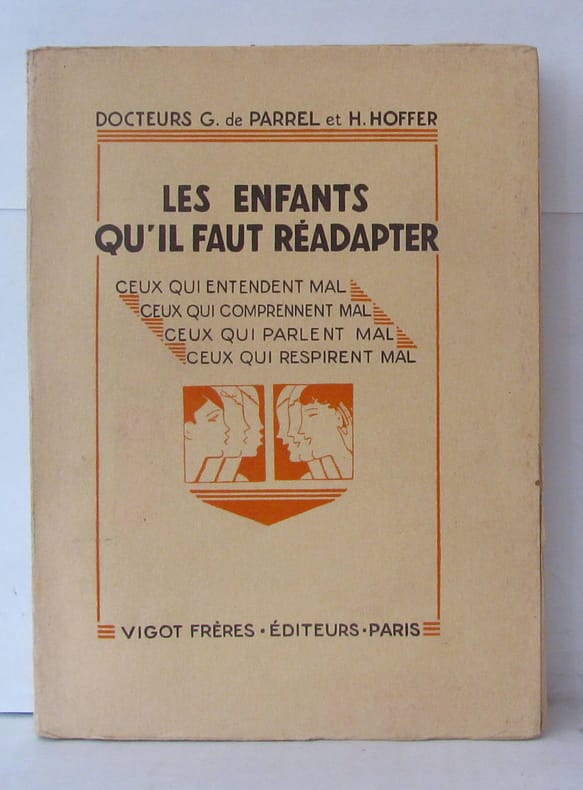 DOCTEURS G. de PARREL et H. HOFFER
LES ENFANTS
QU'IL FAUT RÉADAPTER
CEUX QUI ENTENDENT MAL
CEUX QUI COMPRENNENT MAL
CEUX QUI PARLENT MAL
CEUX QUI RESPIRENT MAL
VIGOT FRÈRES • ÉDITEURS • PARIS